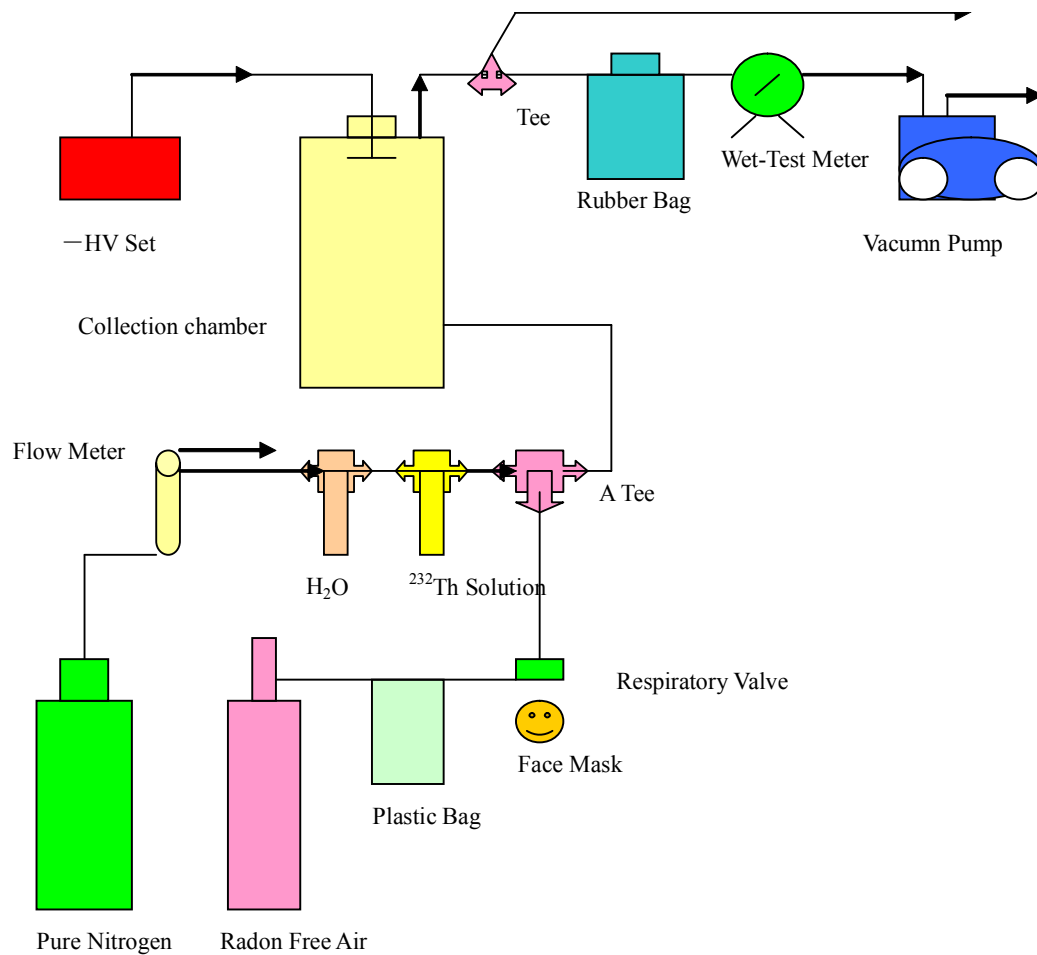 Tee
Wet-Test Meter
Rubber Bag
－HV Set
Vacumn Pump
Collection chamber
Flow Meter
A Tee
H₂O
²³²Th Solution
Respiratory Valve
Face Mask
Plastic Bag
Pure Nitrogen
Radon Free Air